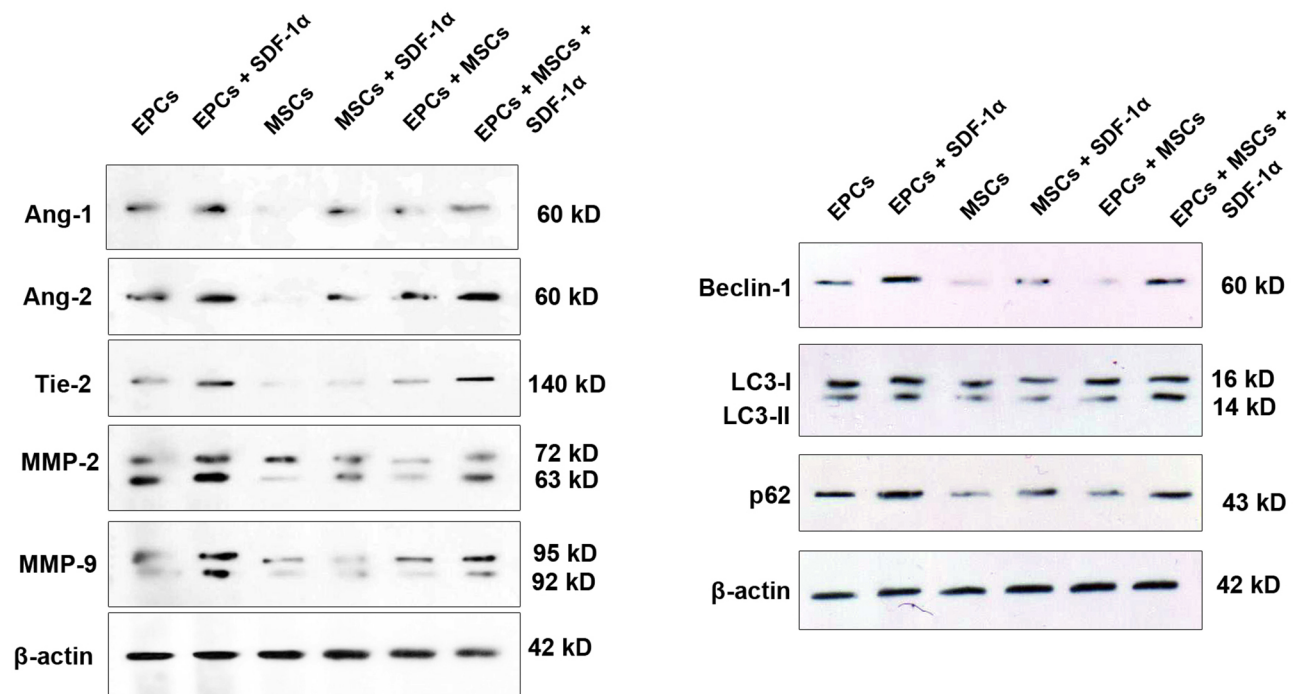 EPCs
EPCs + SDF-1α
MSCs
MSCs + SDF-1α
EPCs + MSCs
EPCs + MSCs +
SDF-1α
Ang-1
60 kD
Ang-2
60 kD
Tie-2
140 kD
MMP-2
72 kD
63 kD
MMP-9
95 kD
92 kD
β-actin
42 kD
EPCs
EPCs + SDF-1α
MSCs
MSCs + SDF-1α
EPCs + MSCs
EPCs + MSCs +
SDF-1α
Beclin-1
60 kD
LC3-I
16 kD
LC3-II
14 kD
p62
43 kD
β-actin
42 kD